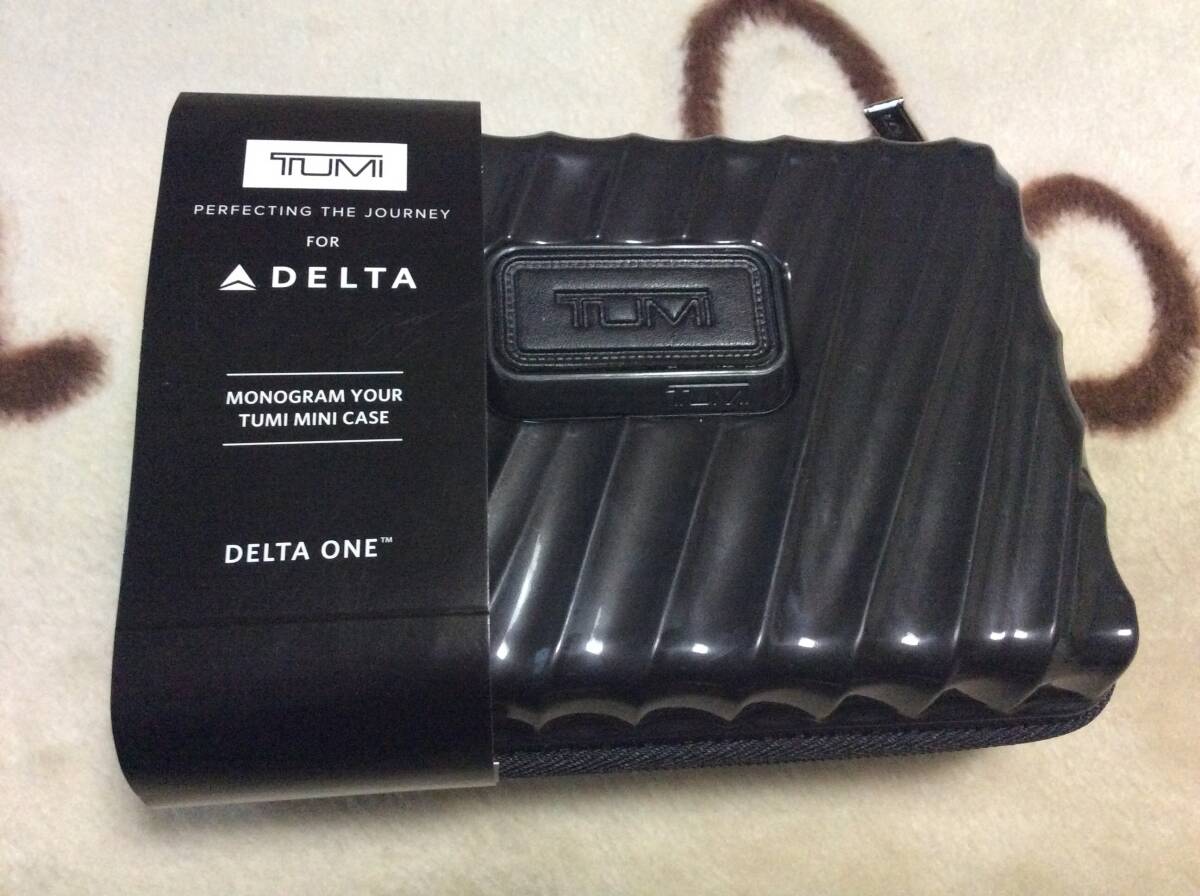 TUMI
PERFECTING THE JOURNEY
FOR
DELTA
MONOGRAM YOUR
TUMI MINI CASE
DELTA ONE™
TUMI
TUMI